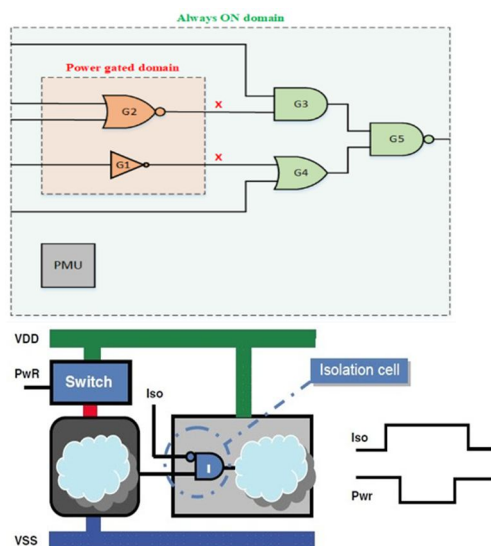 Always ON domain
Power gated domain
G2
X
G3
G5
G1
X
G4
PMU
VDD
PwR
Switch
Iso
Isolation cell
I
Iso
Pwr
VSS